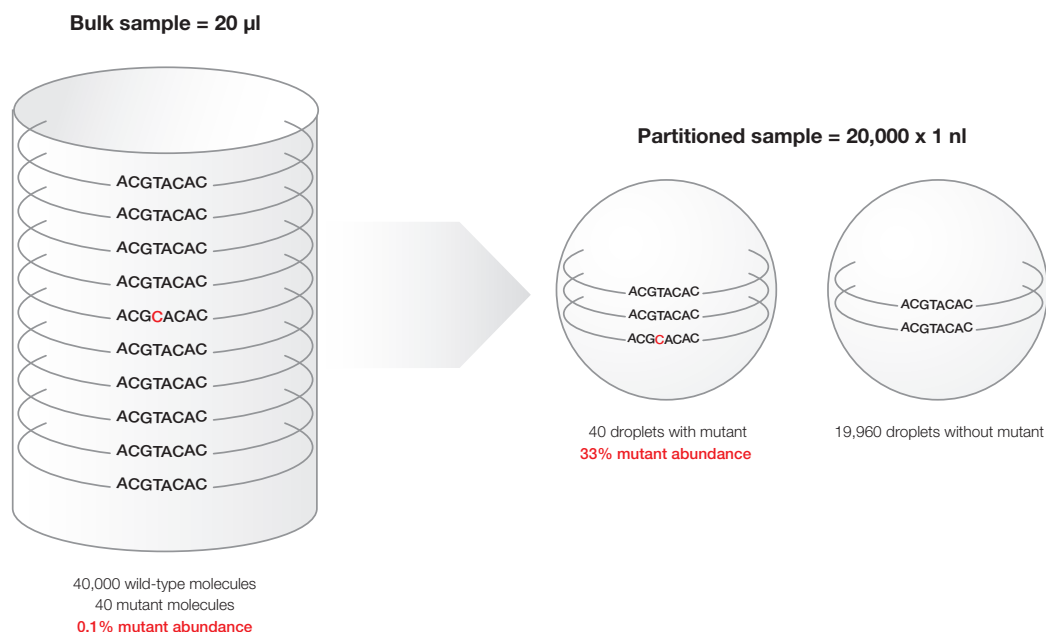 Bulk sample = 20 µl
ACGTACAC
ACGTACAC
ACGTACAC
ACGTACAC
ACGCACAC
ACGTACAC
ACGTACAC
ACGTACAC
ACGTACAC
ACGTACAC
40,000 wild-type molecules
40 mutant molecules
0.1% mutant abundance
Partitioned sample = 20,000 x 1 nl
ACGTACAC
ACGTACAC
ACGCACAC
40 droplets with mutant
33% mutant abundance
ACGTACAC
ACGTACAC
19,960 droplets without mutant